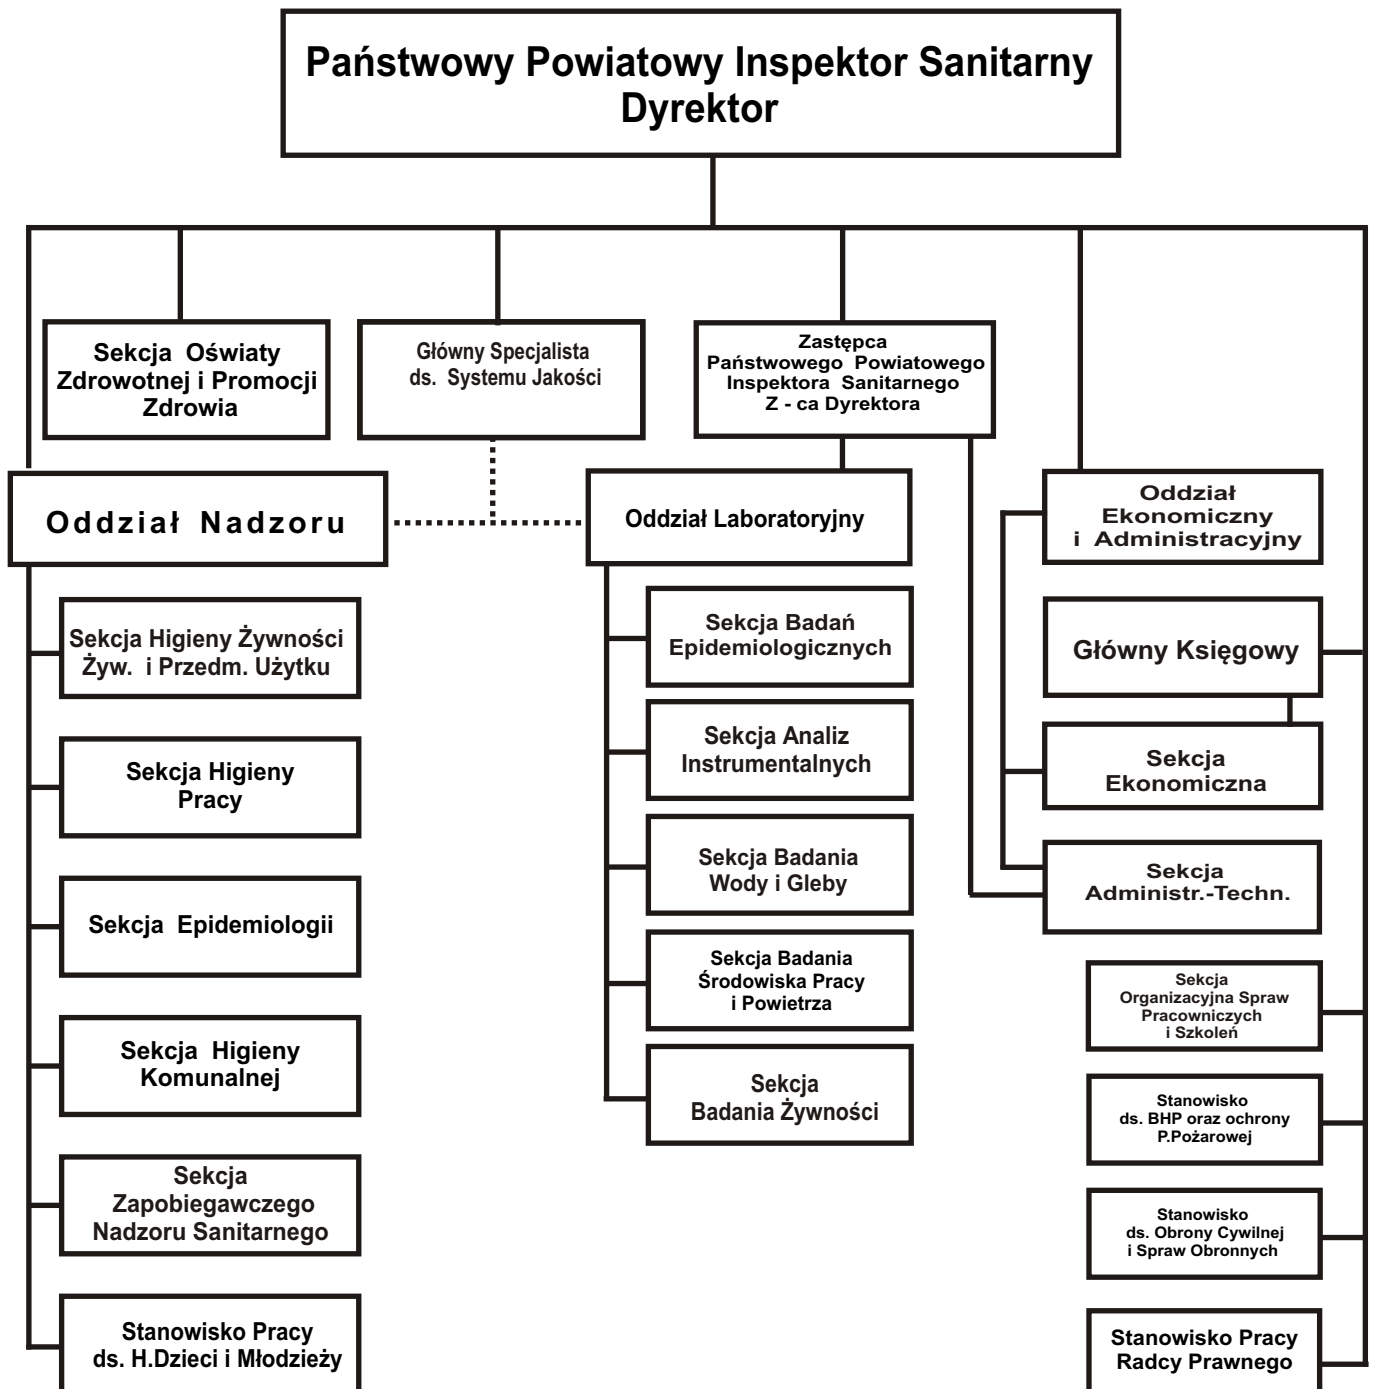 Państwowy Powiatowy Inspektor Sanitarny
Dyrektor
Sekcja Oświaty
Zdrowotnej i Promocji
Zdrowia
Główny Specjalista
ds. Systemu Jakości
Zastępca
Państwowego Powiatowego
Inspektora Sanitarnego
Z - ca Dyrektora
Oddział Nadzoru
Oddział Laboratoryjny
Oddział
Ekonomiczny
i Administracyjny
Sekcja Higieny Żywności
Żyw. i Przedm. Użytku
Sekcja Higieny
Pracy
Sekcja Epidemiologii
Sekcja Higieny
Komunalnej
Sekcja
Zapobiegawczego
Nadzoru Sanitarnego
Stanowisko Pracy
ds. H.Dzieci i Młodzieży
Sekcja Badań
Epidemiologicznych
Sekcja Analiz
Instrumentalnych
Sekcja Badania
Wody i Gleby
Sekcja Badania
Środowiska Pracy
i Powietrza
Sekcja
Badania Żywności
Główny Księgowy
Sekcja
Ekonomiczna
Sekcja
Administr.-Techn.
Sekcja
Organizacyjna Spraw
Pracowniczych
i Szkoleń
Stanowisko
ds. BHP oraz ochrony
P.Pożarowej
Stanowisko
ds. Obrony Cywilnej
i Spraw Obronnych
Stanowisko Pracy
Radcy Prawnego